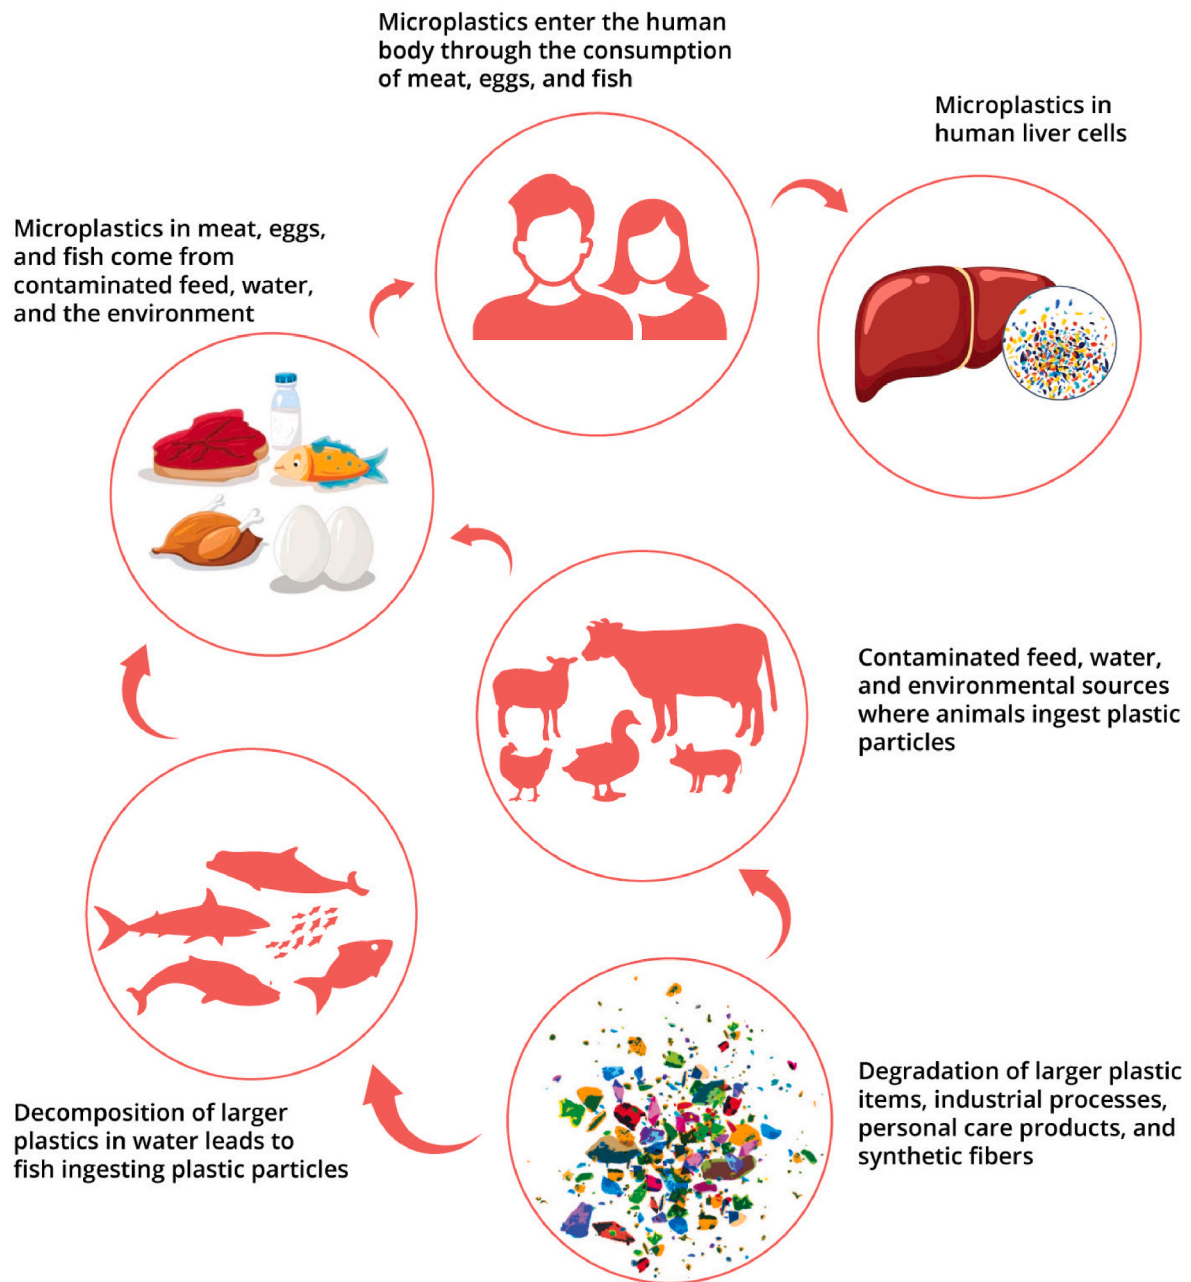 Microplastics enter the human
body through the consumption
of meat, eggs, and fish
Microplastics in
human liver cells
Microplastics in meat, eggs,
and fish come from
contaminated feed, water,
and the environment
Contaminated feed, water,
and environmental sources
where animals ingest plastic
particles
Decomposition of larger
plastics in water leads to
fish ingesting plastic particles
Degradation of larger plastic
items, industrial processes,
personal care products, and
synthetic fibers